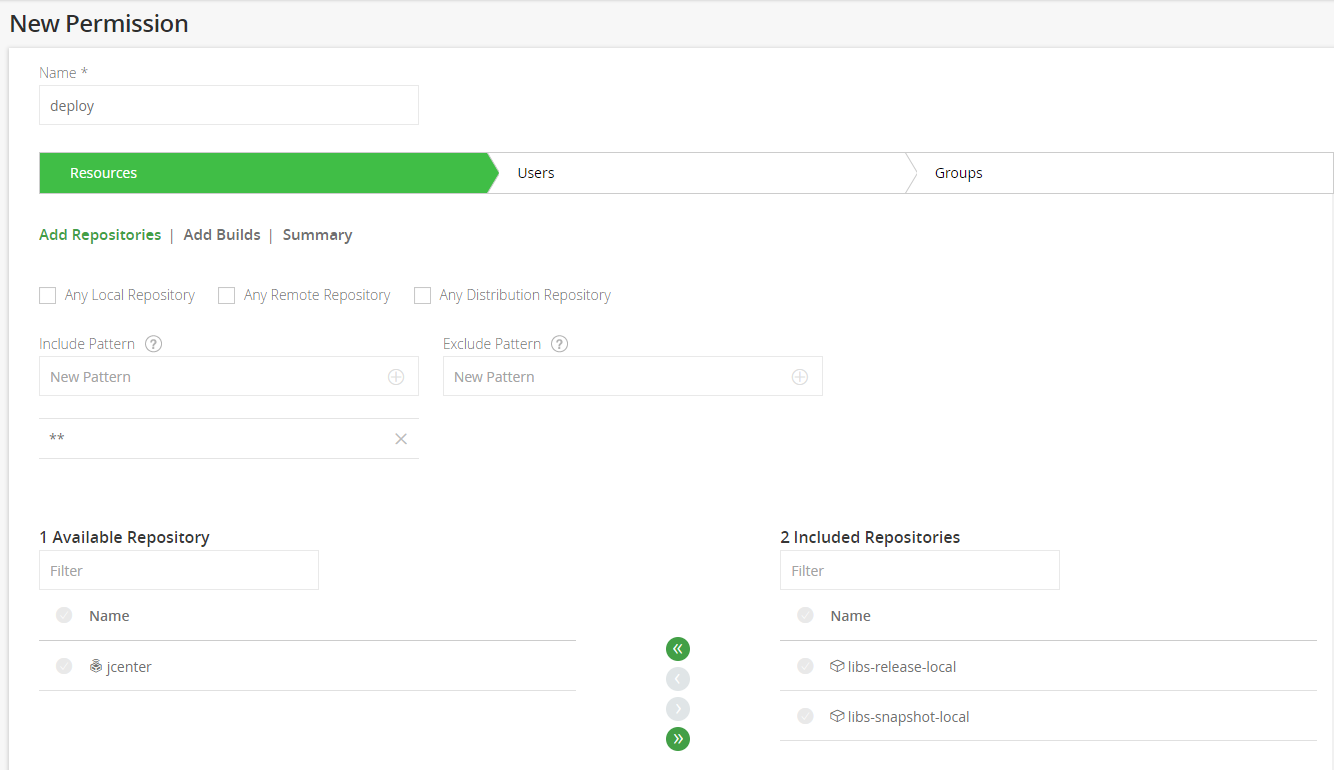 New Permission
Name *
deploy
Resources Users Groups
Add Repositories | Add Builds | Summary
Any Local Repository Any Remote Repository Any Distribution Repository
Include Pattern ? Exclude Pattern ?
New Pattern New Pattern
**
1 Available Repository 2 Included Repositories
Filter Filter
Name Name
jcenter libs-release-local
libs-snapshot-local